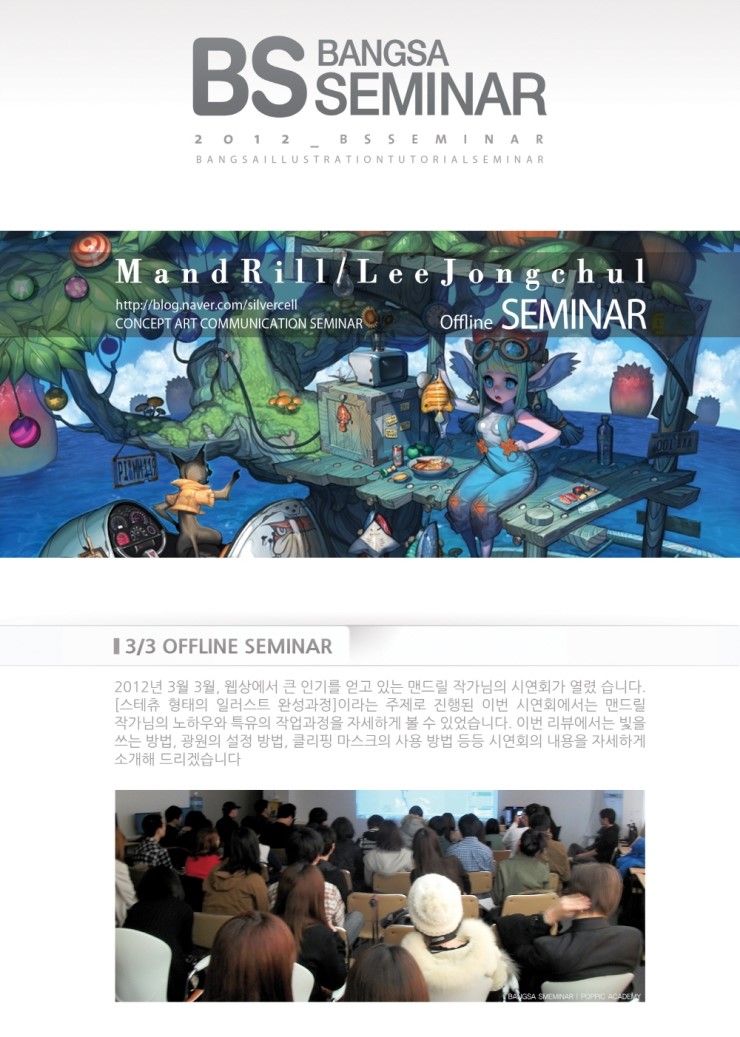 BS BANGSA
SEMINAR
2012_BSSEMINAR
BANGSAILLUSTRATIONTUTORIALSEMINAR
MandRill/LeeJongchul
http://blog.naver.com/silvercell
CONCEPT ART COMMUNICATION SEMINAR
Offline SEMINAR
3/3 OFFLINE SEMINAR
2012년 3월 3월, 웹상에서 큰 인기를 얻고 있는 맨드릴 작가님의 시연회가 열렸 습니다.
[스테츄 형태의 일러스트 완성과정]이라는 주제로 진행된 이번 시연회에서는 맨드릴
작가님의 노하우와 특유의 작업과정을 자세하게 볼 수 있었습니다. 이번 리뷰에서는 빛을
쓰는 방법, 광원의 설정 방법, 클리핑 마스크의 사용 방법 등등 시연회의 내용을 자세하게
소개해 드리겠습니다
BANGSA SMEMINAR | POPPIC ACADEMY